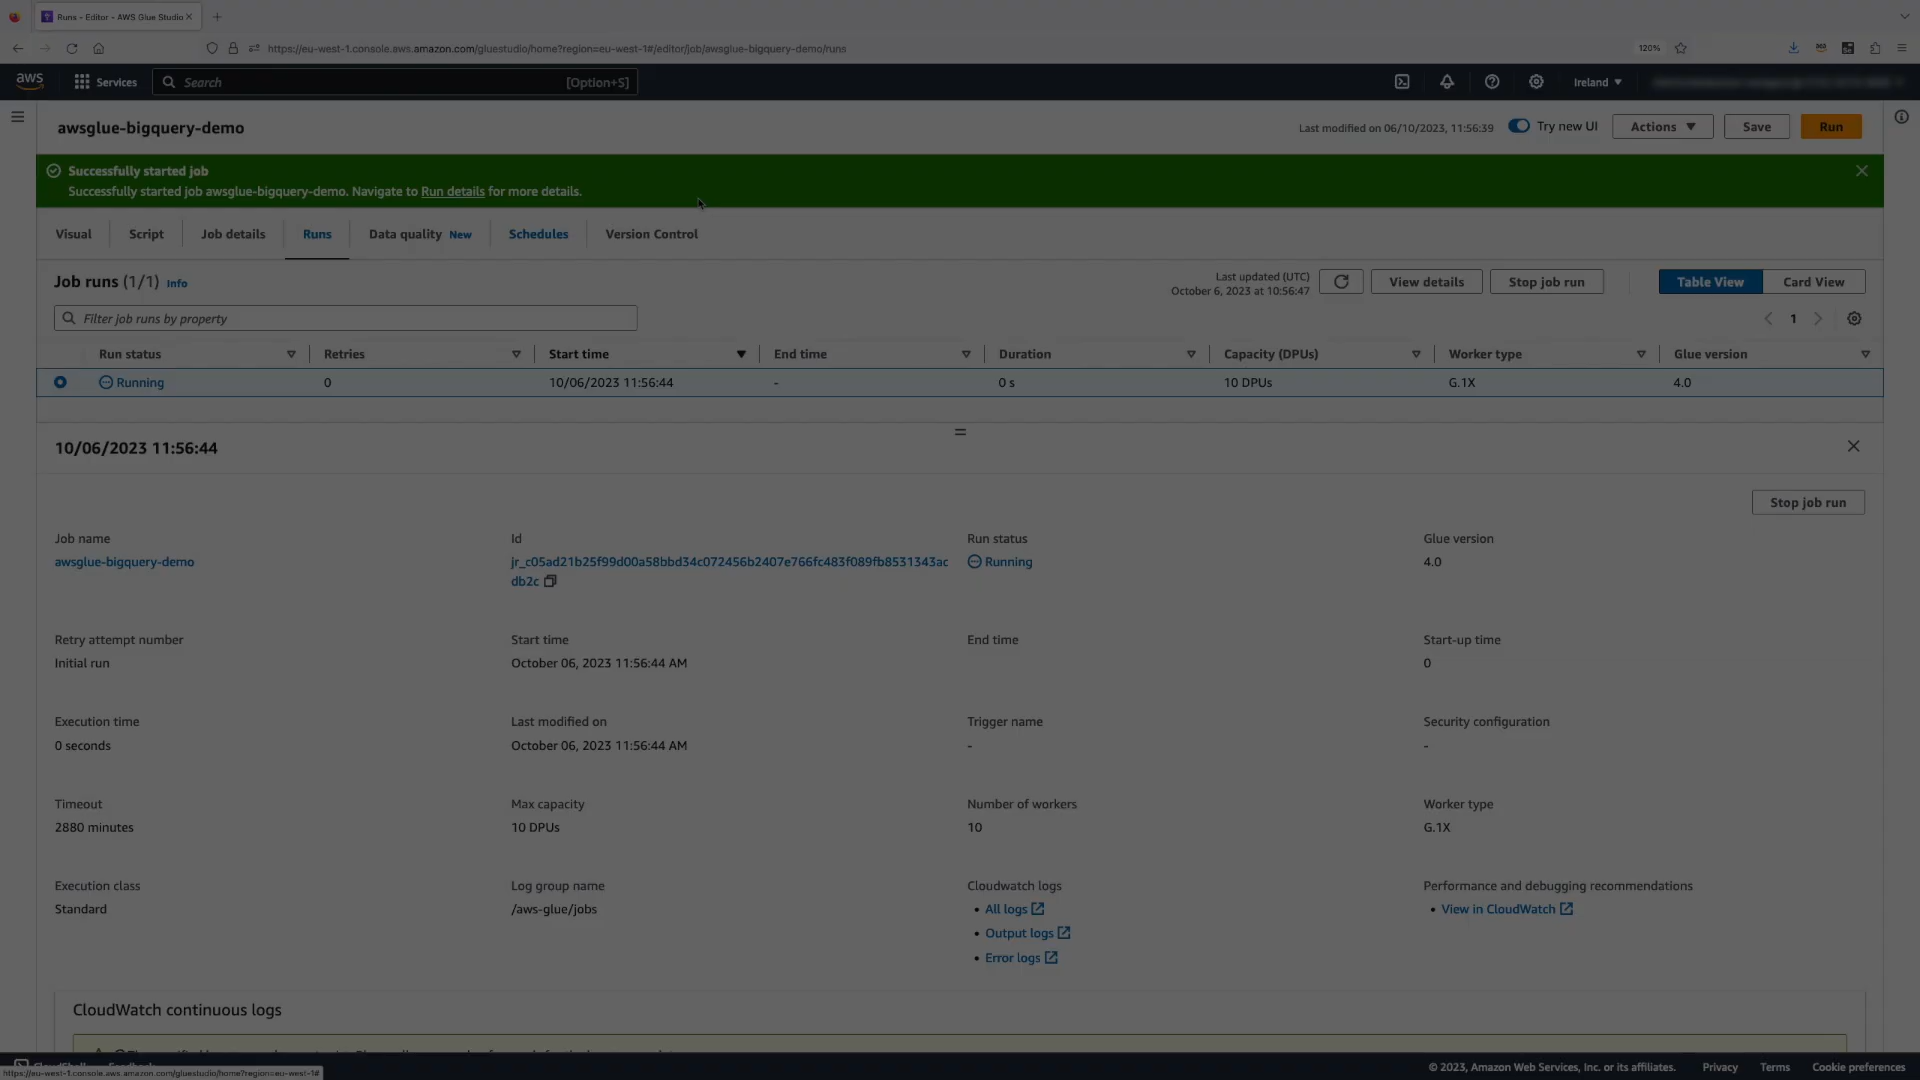 Runs - Editor - AWS Glue Studio
https://eu-west-1.console.aws.amazon.com/gluestudio/home?region=eu-west-1#/editor/job/awsglue-bigquery-demo/runs
120%
aws
Services
Search
[Option+S]
Ireland
awsglue-bigquery-demo
Last modified on 06/10/2023, 11:56:39
Try new UI
Actions
Save
Run
Successfully started job
Successfully started job awsglue-bigquery-demo. Navigate to Run details for more details.
Visual
Script
Job details
Runs
Data quality New
Schedules
Version Control
Job runs (1/1) Info
Last updated (UTC)
October 6, 2023 at 10:56:47
View details
Stop job run
Table View
Card View
Filter job runs by property
1
Run status
Retries
Start time
End time
Duration
Capacity (DPUs)
Worker type
Glue version
Running
0
10/06/2023 11:56:44
-
0 s
10 DPUs
G.1X
4.0
10/06/2023 11:56:44
Stop job run
Job name
awsglue-bigquery-demo
Id
jr_c05ad21b25f99d00a58bbd34c072456b2407e766fc483f089fb8531343ac
db2c
Run status
Running
Glue version
4.0
Retry attempt number
Initial run
Start time
October 06, 2023 11:56:44 AM
End time
Start-up time
0
Execution time
0 seconds
Last modified on
October 06, 2023 11:56:44 AM
Trigger name
-
Security configuration
-
Timeout
2880 minutes
Max capacity
10 DPUs
Number of workers
10
Worker type
G.1X
Execution class
Standard
Log group name
/aws-glue/jobs
Cloudwatch logs
• All logs
• Output logs
• Error logs
Performance and debugging recommendations
• View in CloudWatch
CloudWatch continuous logs
© 2023, Amazon Web Services, Inc. or its affiliates.
Privacy
Terms
Cookie preferences
https://eu-west-1.console.aws.amazon.com/gluestudio/home?region=eu-west-1#